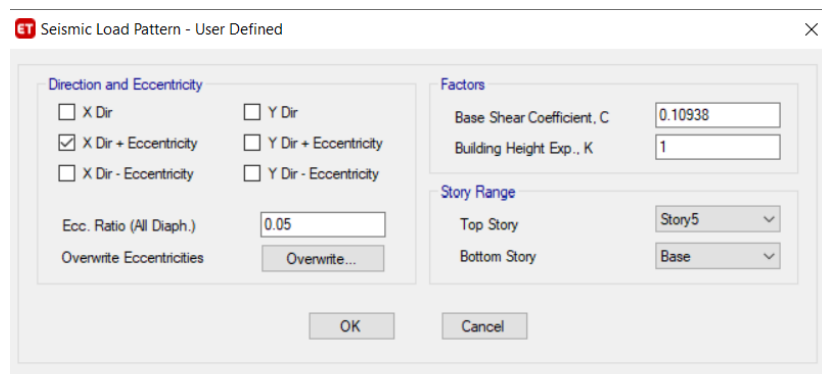 ET Seismic Load Pattern - User Defined
Direction and Eccentricity
X Dir
Y Dir
X Dir + Eccentricity
Y Dir + Eccentricity
X Dir - Eccentricity
Y Dir - Eccentricity
Ecc. Ratio (All Diaph.)
0.05
Overwrite Eccentricities
Overwrite...
Factors
Base Shear Coefficient, C
0.10938
Building Height Exp., K
1
Story Range
Top Story
Story5
Bottom Story
Base
OK
Cancel